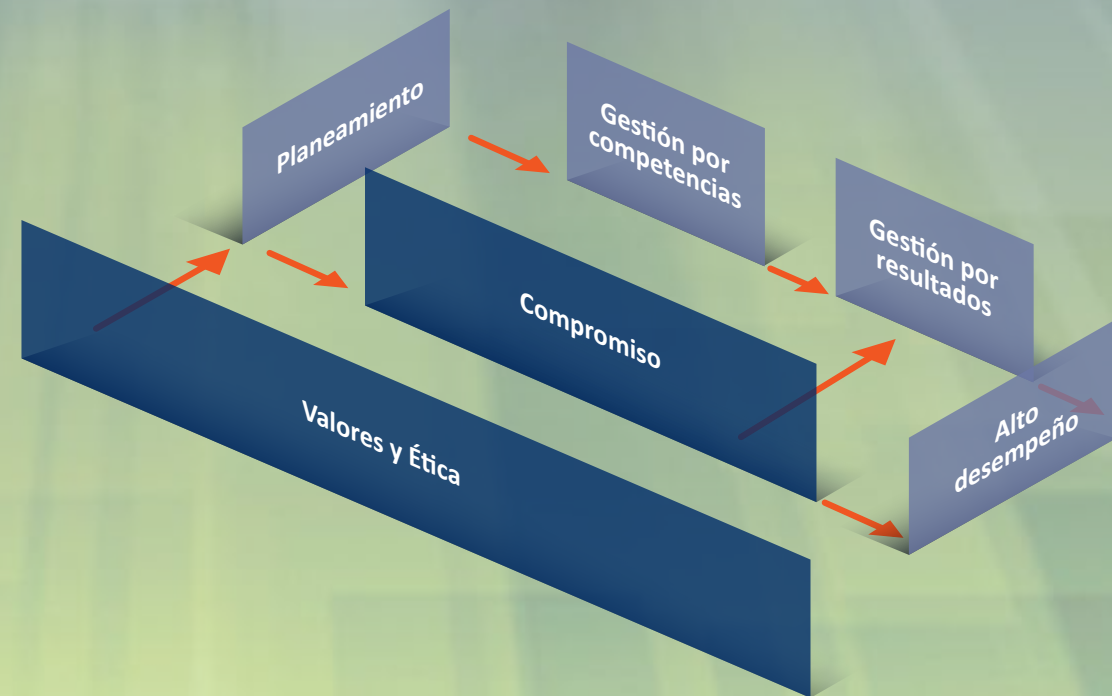 Planeamiento
Gestión por
competencias
Gestión por
resultados
Compromiso
Valores y Ética
Alto
desempeño